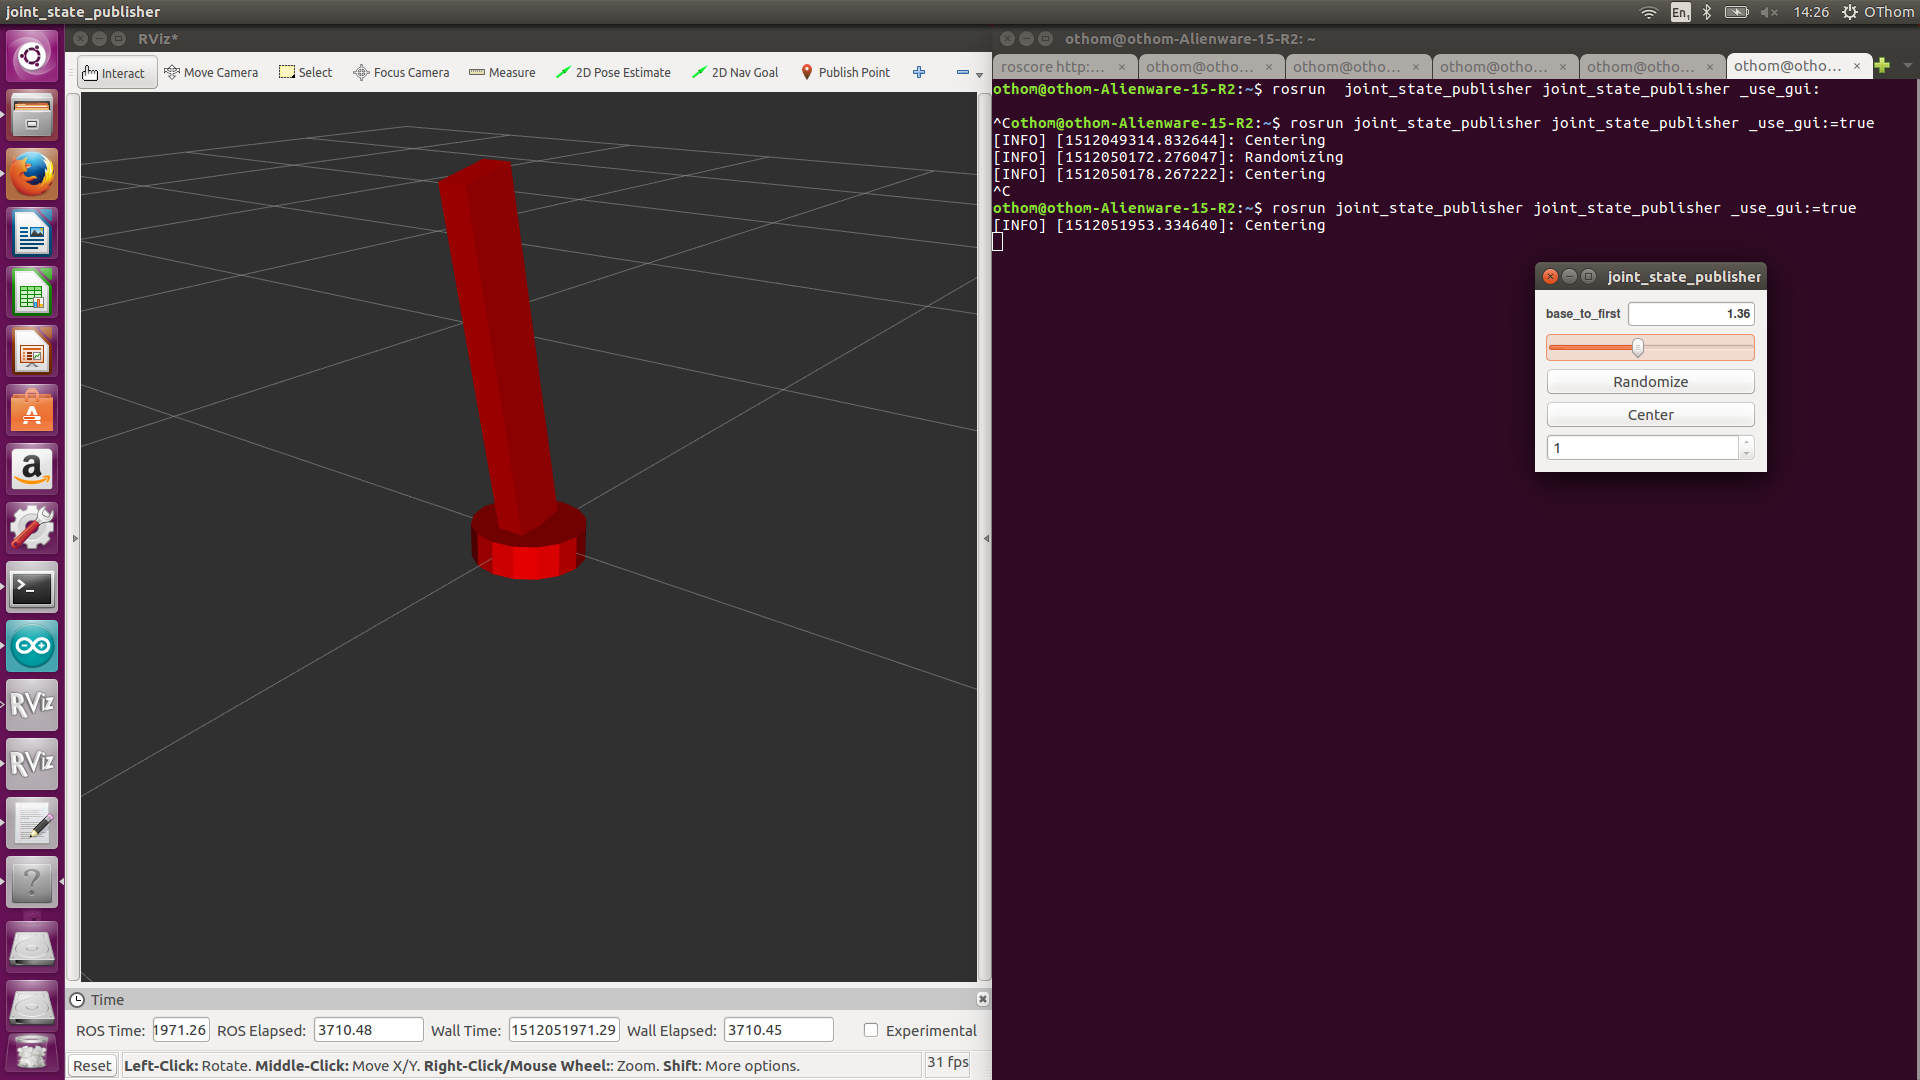 joint_state_publisher
En1
14:26
OThom
RViz*
Interact
Move Camera
Select
Focus Camera
Measure
2D Pose Estimate
2D Nav Goal
Publish Point
othom@othom-Alienware-15-R2: ~
roscore http:...
othom@otho...
othom@otho...
othom@otho...
othom@otho...
othom@otho...
othom@othom-Alienware-15-R2:~$ rosrun  joint_state_publisher joint_state_publisher _use_gui:
^Cothom@othom-Alienware-15-R2:~$ rosrun joint_state_publisher joint_state_publisher _use_gui:=true
[INFO] [1512049314.832644]: Centering
[INFO] [1512050172.276047]: Randomizing
[INFO] [1512050178.267222]: Centering
^C
othom@othom-Alienware-15-R2:~$ rosrun joint_state_publisher joint_state_publisher _use_gui:=true
[INFO] [1512051953.334640]: Centering
joint_state_publisher
base_to_first 1.36
Randomize
Center
1
a
>_
RViz
RViz
?
Time
ROS Time: 1971.26 ROS Elapsed: 3710.48 Wall Time: 1512051971.29 Wall Elapsed: 3710.45 Experimental
Reset Left-Click: Rotate. Middle-Click: Move X/Y. Right-Click/Mouse Wheel:: Zoom. Shift: More options. 31 fps